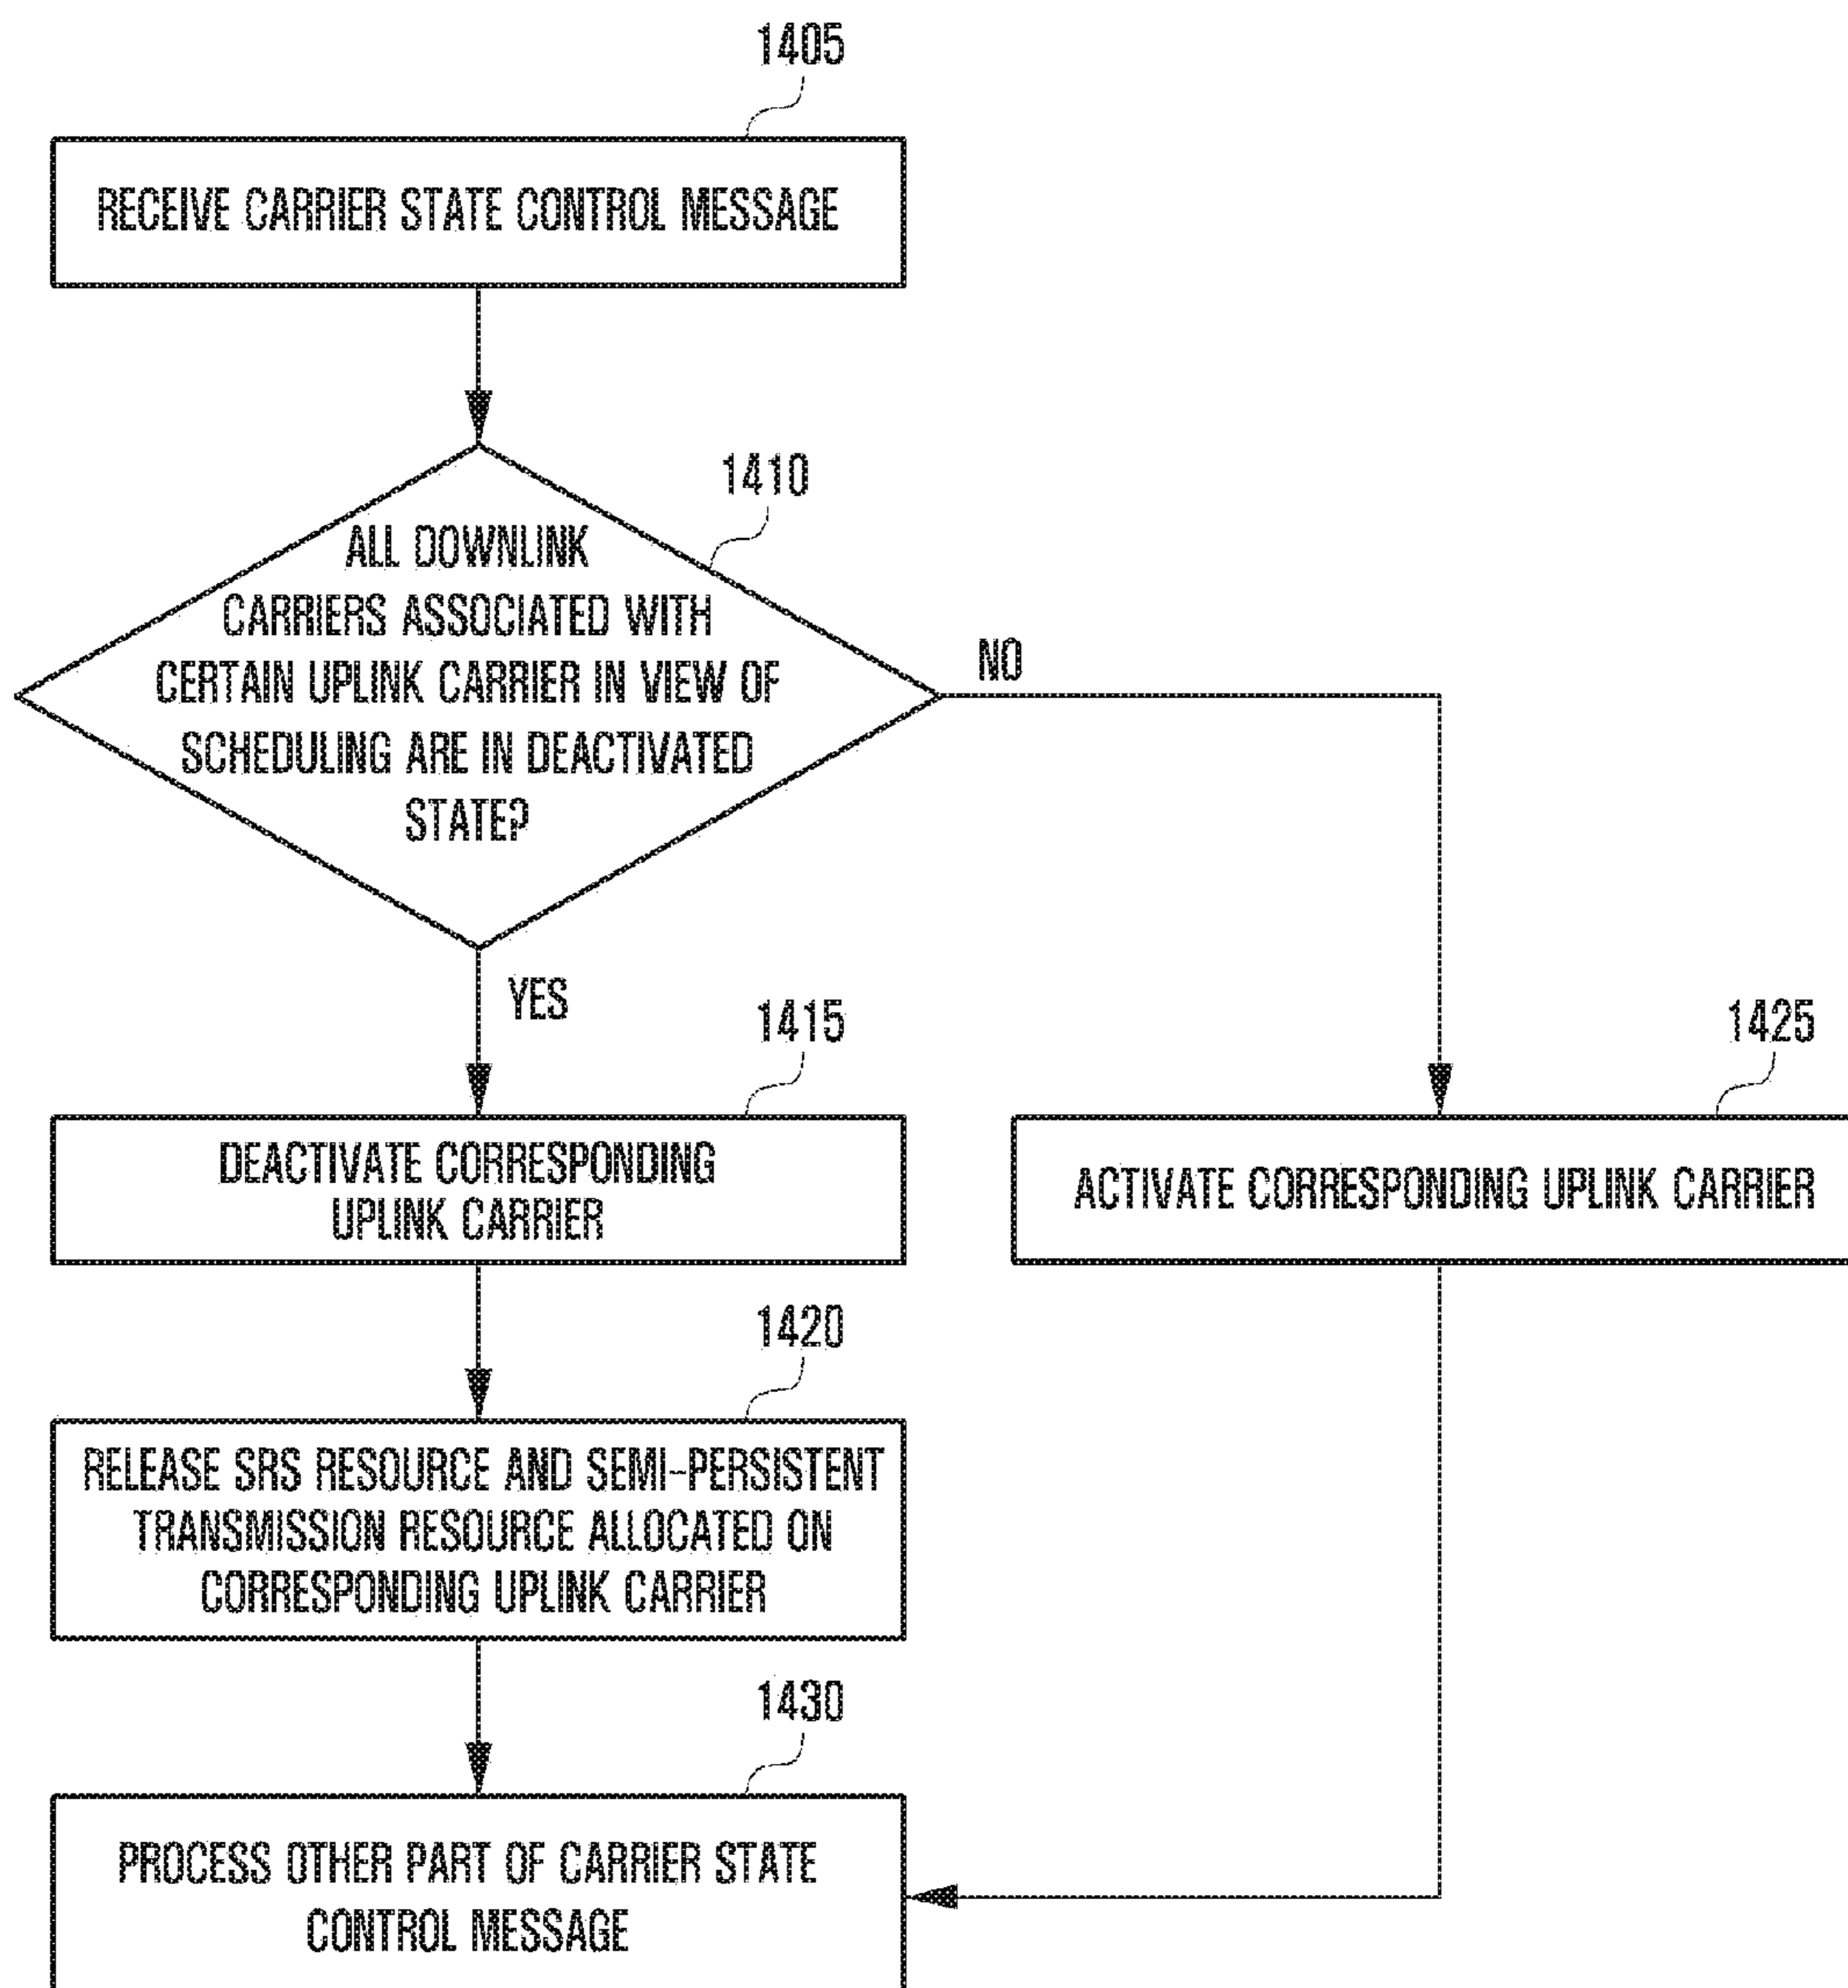 1405
RECEIVE CARRIER STATE CONTROL MESSAGE
1410
ALL DOWNLINK
CARRIERS ASSOCIATED WITH
CERTAIN UPLINK CARRIER IN VIEW OF
SCHEDULING ARE IN DEACTIVATED
STATE?
NO
YES
1415
DEACTIVATE CORRESPONDING
UPLINK CARRIER
1425
ACTIVATE CORRESPONDING UPLINK CARRIER
1420
RELEASE SRS RESOURCE AND SEMI-PERSISTENT
TRANSMISSION RESOURCE ALLOCATED ON
CORRESPONDING UPLINK CARRIER
1430
PROCESS OTHER PART OF CARRIER STATE
CONTROL MESSAGE